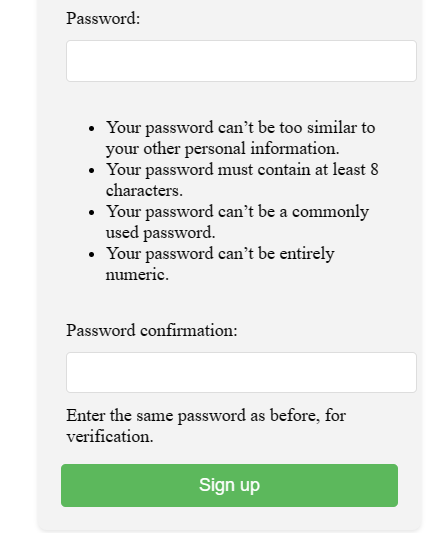 Password:
• Your password can’t be too similar to
your other personal information.
• Your password must contain at least 8
characters.
• Your password can’t be a commonly
used password.
• Your password can’t be entirely
numeric.
Password confirmation:
Enter the same password as before, for
verification.
Sign up